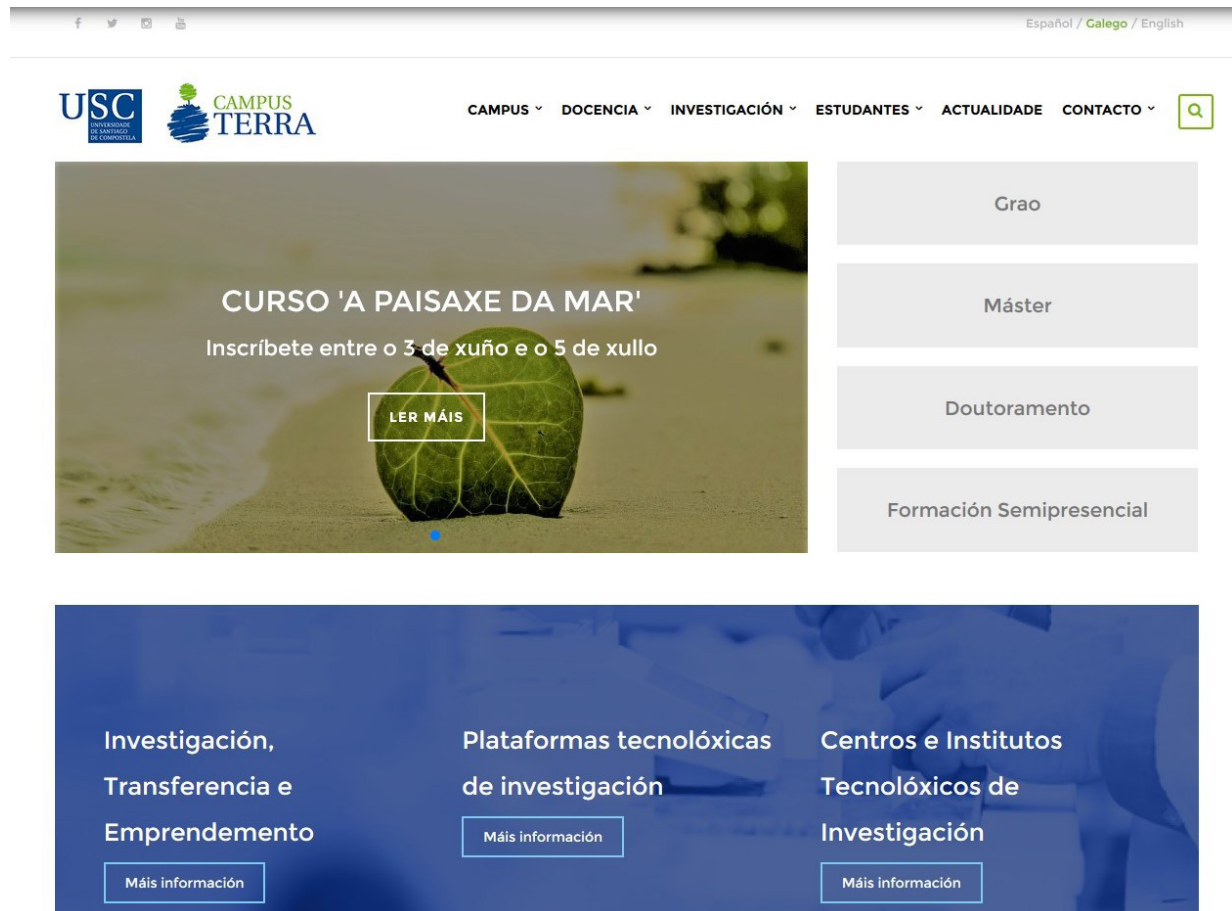 Español / Galego / English
USC
UNIVERSIDADE
DE SANTIAGO
DE COMPOSTELA
CAMPUS
TERRA
CAMPUS DOCENCIA INVESTIGACIÓN ESTUDANTES ACTUALIDADE CONTACTO
CURSO 'A PAISAXE DA MAR'
Inscríbete entre o 3 de xuño e o 5 de xullo
LER MÁIS
Grao
Máster
Doutoramento
Formación Semipresencial
Investigación,
Transferencia e
Emprendemento
Máis información
Plataformas tecnolóxicas
de investigación
Máis información
Centros e Institutos
Tecnolóxicos de
Investigación
Máis información